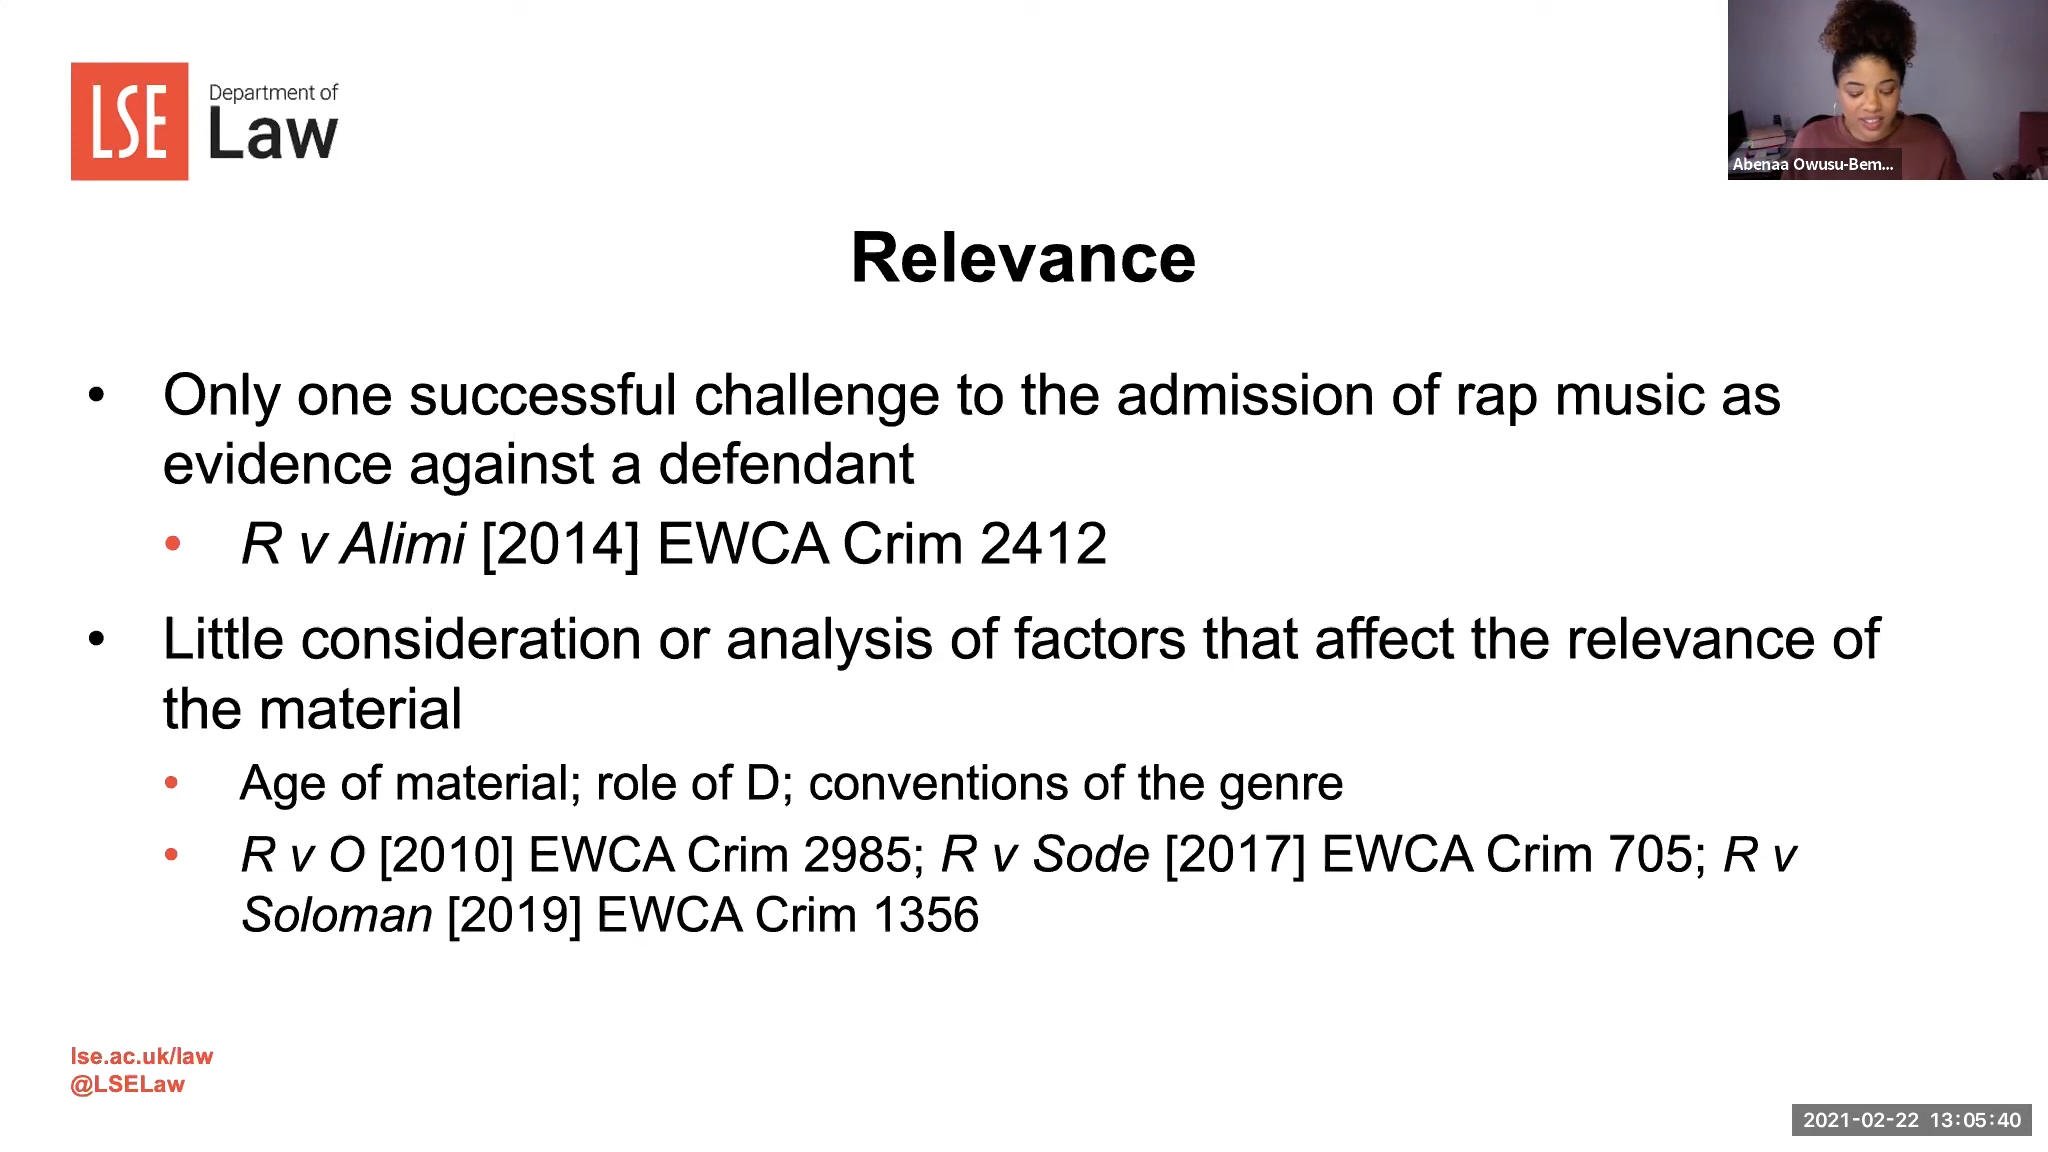 LSE
Department of
Law
Abenaa Owusu-Bem...
Relevance
• Only one successful challenge to the admission of rap music as
evidence against a defendant
• R v Alimi [2014] EWCA Crim 2412
• Little consideration or analysis of factors that affect the relevance of
the material
• Age of material; role of D; conventions of the genre
• R v O [2010] EWCA Crim 2985; R v Sode [2017] EWCA Crim 705; R v
Soloman [2019] EWCA Crim 1356
lse.ac.uk/law
@LSELaw
2021-02-22 13:05:40